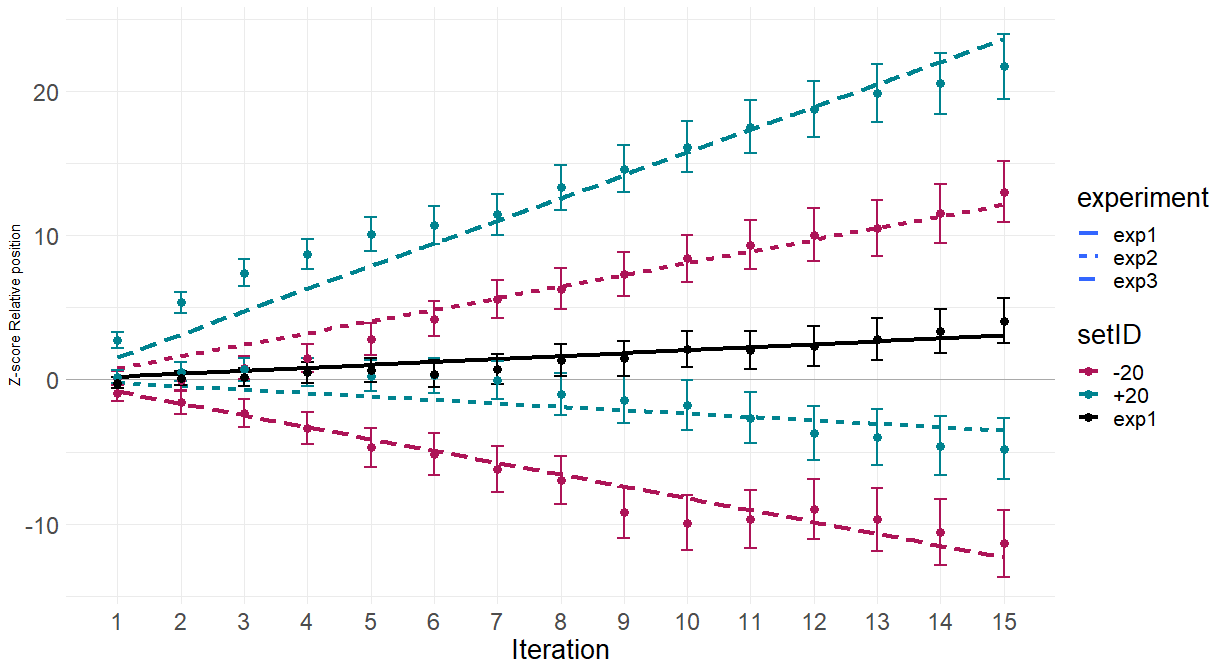 Z-score Relative position
20
10
0
-10
1 2 3 4 5 6 7 8 9 10 11 12 13 14 15
Iteration
experiment
exp1
exp2
exp3
setID
-20
+20
exp1